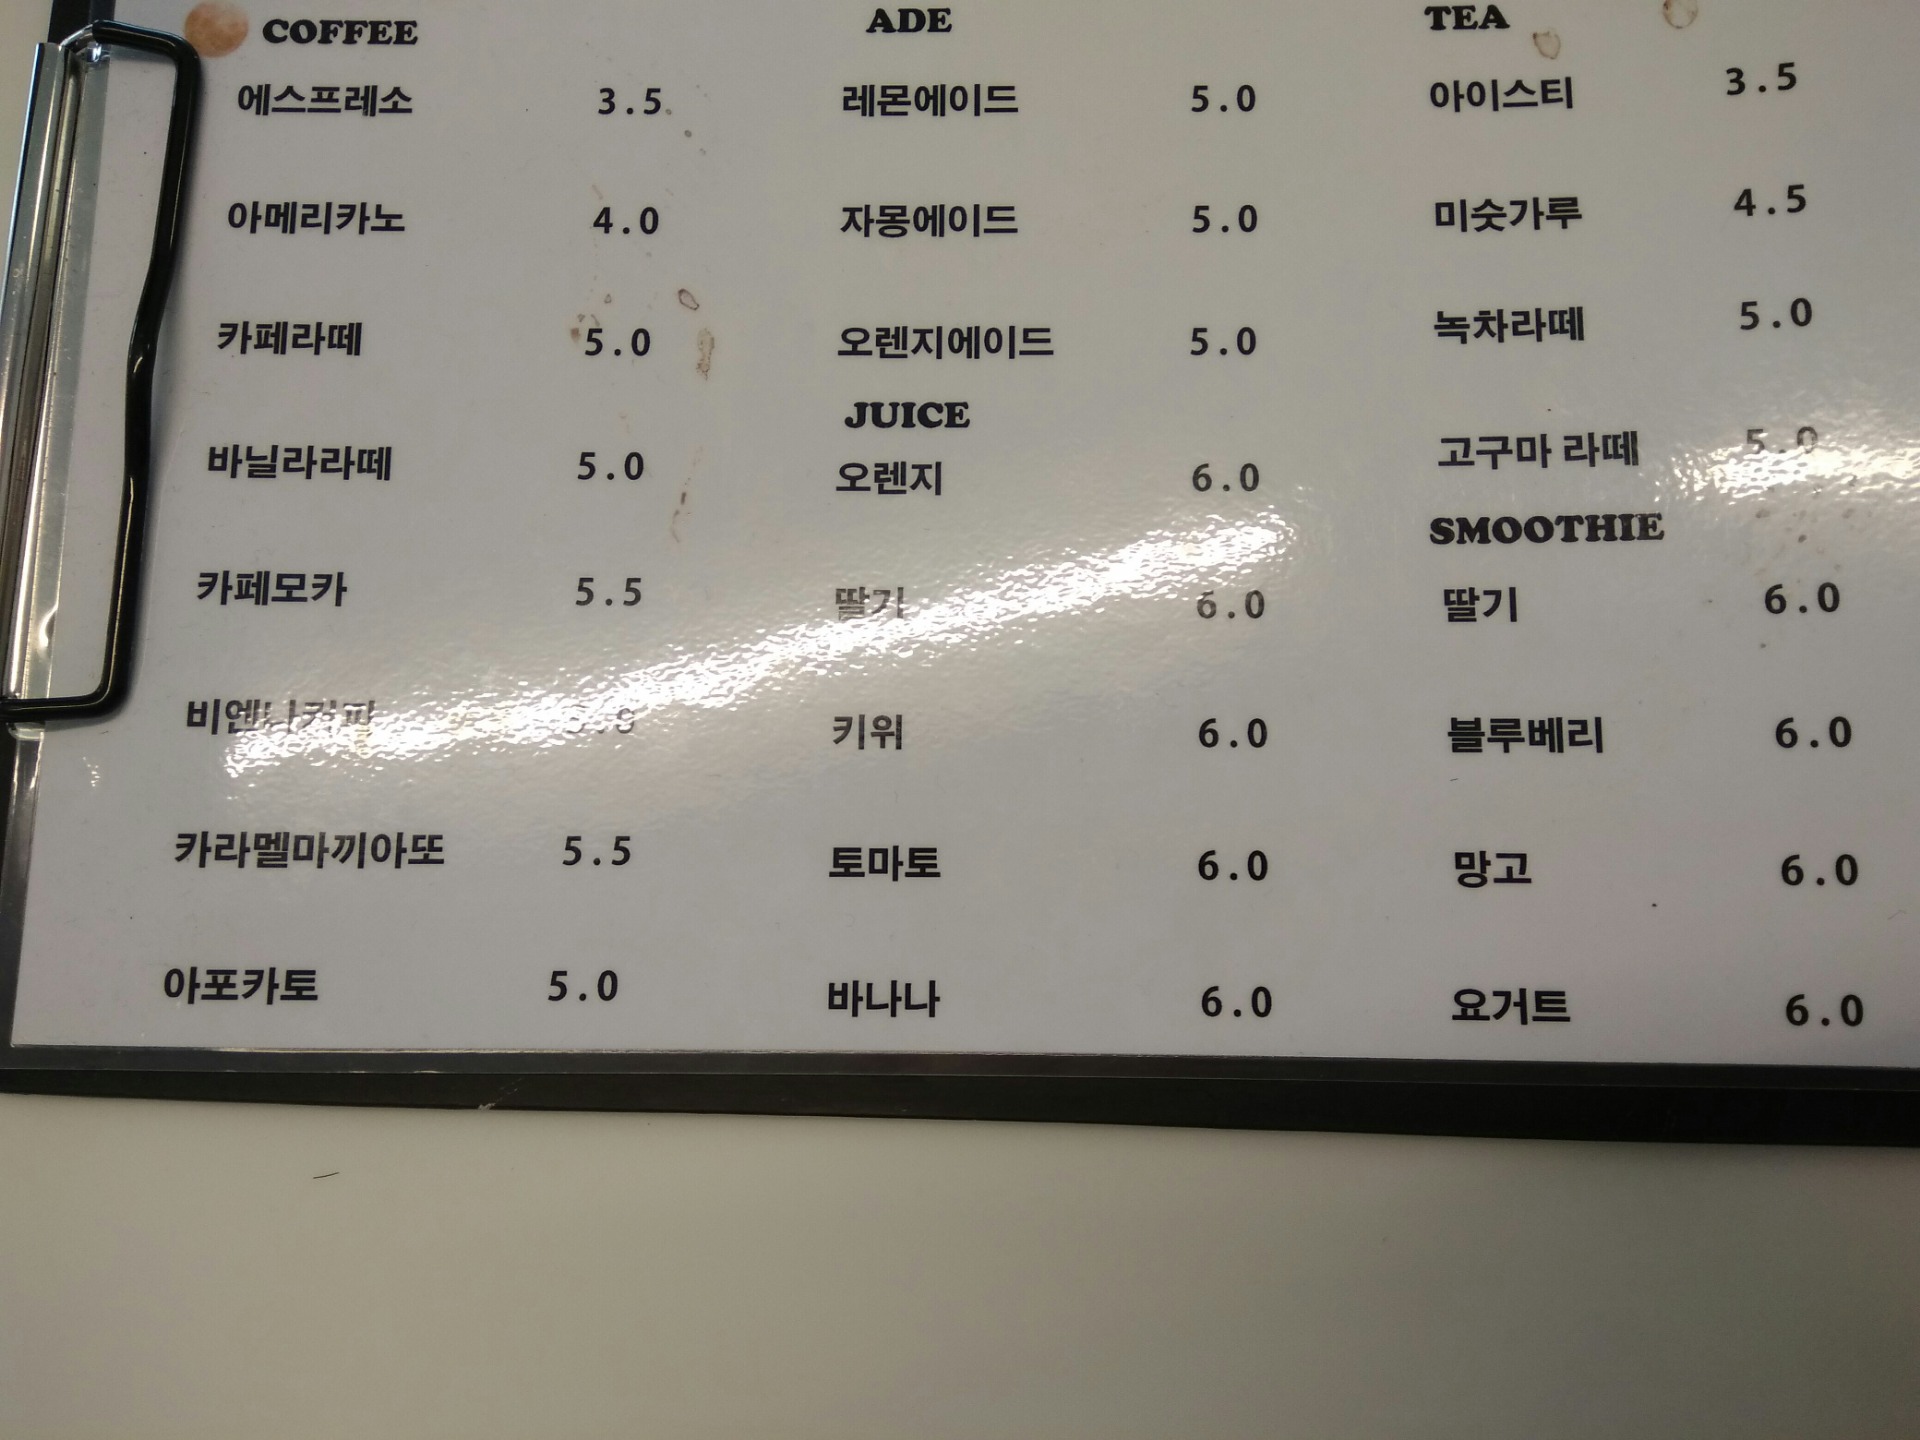 COFFEE
에스프레소 3.5
아메리카노 4.0
카페라떼 5.0
바닐라라떼 5.0
카페모카 5.5
비엔나커피
카라멜마끼아또 5.5
아포카토 5.0
ADE
레몬에이드 5.0
자몽에이드 5.0
오렌지에이드 5.0
JUICE
오렌지 6.0
딸기 6.0
키위 6.0
토마토 6.0
바나나 6.0
TEA
아이스티 3.5
미숫가루 4.5
녹차라떼 5.0
고구마 라떼 5.0
SMOOTHIE
딸기 6.0
블루베리 6.0
망고 6.0
요거트 6.0